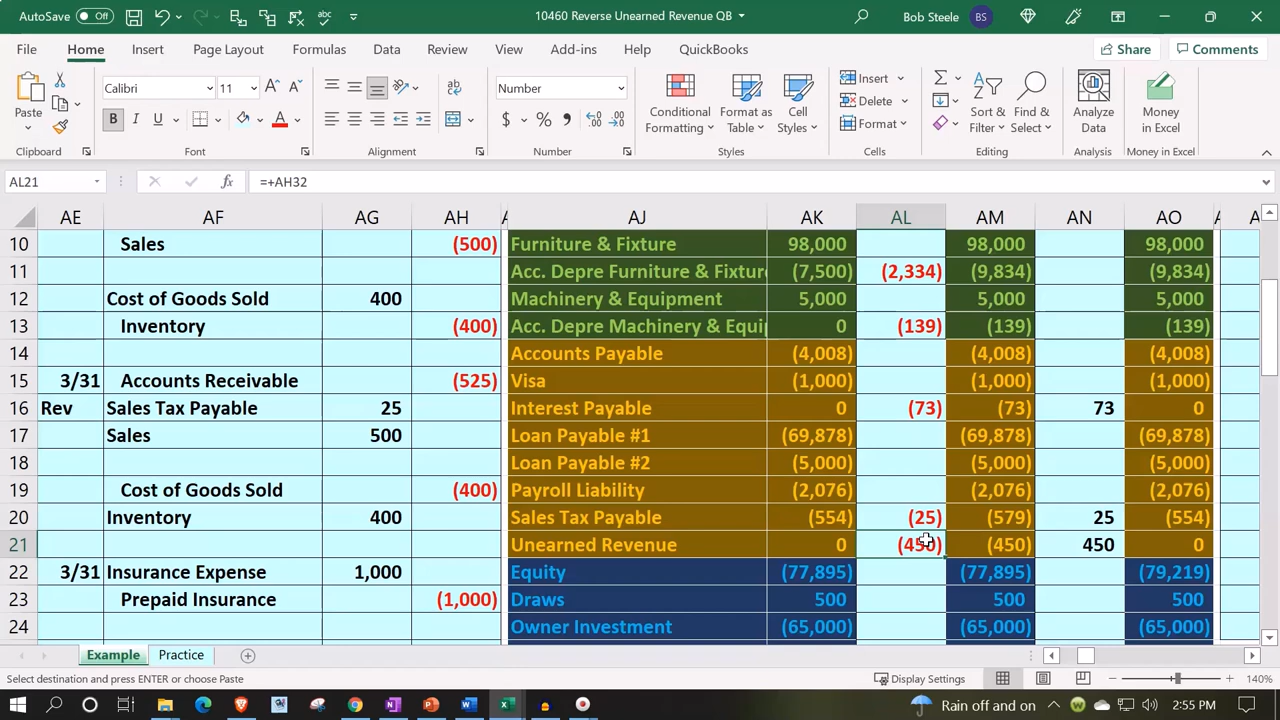 AutoSave Off 10460 Reverse Unearned Revenue QB Bob Steele BS
File Home Insert Page Layout Formulas Data Review View Add-ins Help QuickBooks Share Comments
Paste
Clipboard
Calibri 11
B I U
Font
Alignment
Number
$ % ,
Number
Conditional Formatting
Format as Table
Cell Styles
Styles
Insert
Delete
Format
Cells
Sort & Filter
Find & Select
Editing
Analyze Data
Analysis
Money in Excel
Money in Excel
AL21 fx =+AH32
AE AF AG AH AJ AK AL AM AN AO
10 Sales (500) Furniture & Fixture 98,000 98,000 98,000
11 Acc. Depre Furniture & Fixture (7,500) (2,334) (9,834) (9,834)
12 Cost of Goods Sold 400 Machinery & Equipment 5,000 5,000 5,000
13 Inventory (400) Acc. Depre Machinery & Equip 0 (139) (139) (139)
14 Accounts Payable (4,008) (4,008) (4,008)
15 3/31 Accounts Receivable (525) Visa (1,000) (1,000) (1,000)
16 Rev Sales Tax Payable 25 Interest Payable 0 (73) (73) 73 0
17 Sales 500 Loan Payable #1 (69,878) (69,878) (69,878)
18 Loan Payable #2 (5,000) (5,000) (5,000)
19 Cost of Goods Sold (400) Payroll Liability (2,076) (2,076) (2,076)
20 Inventory 400 Sales Tax Payable (554) (25) (579) 25 (554)
21 Unearned Revenue 0 (450) (450) 450 0
22 3/31 Insurance Expense 1,000 Equity (77,895) (77,895) (79,219)
23 Prepaid Insurance (1,000) Draws 500 500 500
24 Owner Investment (65,000) (65,000) (65,000)
Example Practice
Select destination and press ENTER or choose Paste Display Settings 140%
Rain off and on 2:55 PM